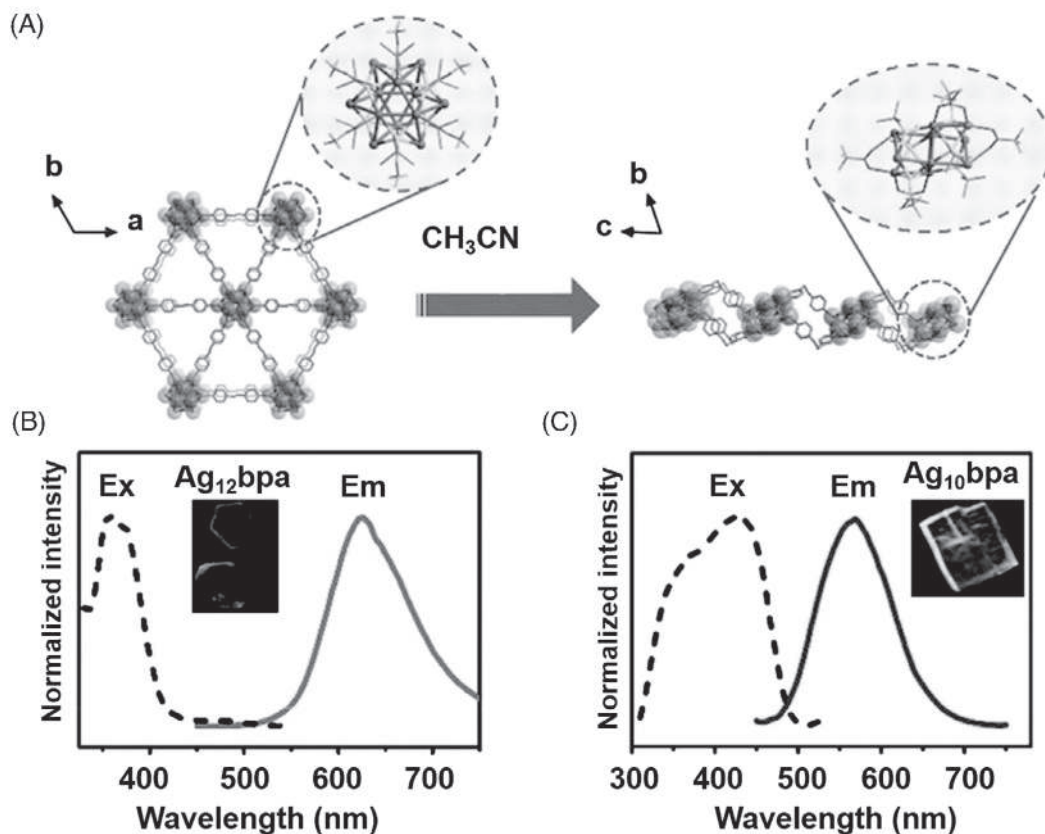 (A)
b
a
CH₃CN
b
c
(B)
Normalized intensity
Ex
Ag₁₂bpa
Em
400 500 600 700
Wavelength (nm)
(C)
Normalized intensity
Ex
Em
Ag₁₀bpa
300 400 500 600 700
Wavelength (nm)